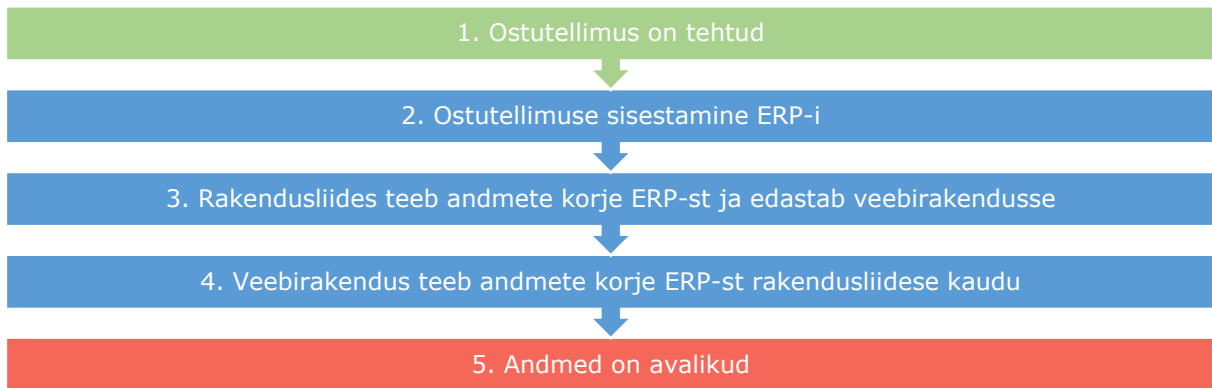 1. Ostutellimus on tehtud
2. Ostutellimuse sisestamine ERP-i
3. Rakendusliides teeb andmete korje ERP-st ja edastab veebirakendusse
4. Veebirakendus teeb andmete korje ERP-st rakendusliidese kaudu
5. Andmed on avalikud